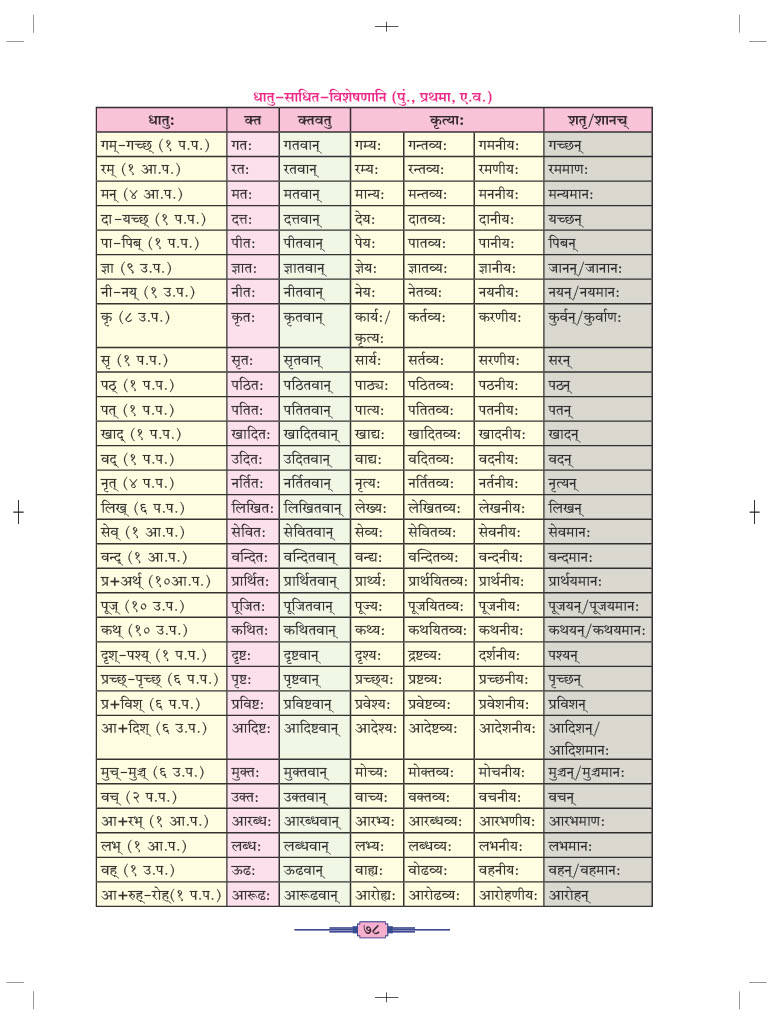 धातु-साधित-विशेषणानि (पुं., प्रथमा, ए.व.)
धातुः क्त क्तवतु कृत्याः शतृ/शानच्
गम्-गच्छ् (१ प.प.) गतः गतवान् गम्यः गन्तव्यः गमनीयः गच्छन्
रम् (१ आ.प.) रतः रतवान् रम्यः रन्तव्यः रमणीयः रममाणः
मन् (४ आ.प.) मतः मतवान् मान्यः मन्तव्यः मननीयः मन्यमानः
दा-यच्छ् (१ प.प.) दत्तः दत्तवान् देयः दातव्यः दानीयः यच्छन्
पा-पिब् (१ प.प.) पीतः पीतवान् पेयः पातव्यः पानीयः पिबन्
ज्ञा (९ उ.प.) ज्ञातः ज्ञातवान् ज्ञेयः ज्ञातव्यः ज्ञानीयः जानन्/जानानः
नी-नय् (१ उ.प.) नीतः नीतवान् नेयः नेतव्यः नयनीयः नयन्/नयमानः
कृ (८ उ.प.) कृतः कृतवान् कार्यः/ कर्तव्यः करणीयः कुर्वन्/कुर्वाणः
कृत्यः
सृ (१ प.प.) सृतः सृतवान् सार्यः सर्तव्यः सरणीयः सरन्
पठ् (१ प.प.) पठितः पठितवान् पाठ्यः पठितव्यः पठनीयः पठन्
पत् (१ प.प.) पतितः पतितवान् पात्यः पतितव्यः पतनीयः पतन्
खाद् (१ प.प.) खादितः खादितवान् खाद्यः खादितव्यः खादनीयः खादन्
वद् (१ प.प.) उदितः उदितवान् वाद्यः वदितव्यः वदनीयः वदन्
नृत् (४ प.प.) नर्तितः नर्तितवान् नृत्यः नर्तितव्यः नर्तनीयः नृत्यन्
लिख् (६ प.प.) लिखितः लिखितवान् लेख्यः लेखितव्यः लेखनीयः लिखन्
सेव् (१ आ.प.) सेवितः सेवितवान् सेव्यः सेवितव्यः सेवनीयः सेवमानः
वन्द् (१ आ.प.) वन्दितः वन्दितवान् वन्द्यः वन्दितव्यः वन्दनीयः वन्दमानः
प्र+अर्थ् (१०आ.प.) प्रार्थितः प्रार्थितवान् प्रार्थ्यः प्रार्थयितव्यः प्रार्थनीयः प्रार्थयमानः
पूज् (१० उ.प.) पूजितः पूजितवान् पूज्यः पूजयितव्यः पूजनीयः पूजयन्/पूजयमानः
कथ् (१० उ.प.) कथितः कथितवान् कथ्यः कथयितव्यः कथनीयः कथयन्/कथयमानः
दृश्-पश्य् (१ प.प.) दृष्टः दृष्टवान् दृश्यः द्रष्टव्यः दर्शनीयः पश्यन्
प्रच्छ्-पृच्छ् (६ प.प.) पृष्टः पृष्टवान् प्रच्छ्यः प्रष्टव्यः प्रच्छनीयः पृच्छन्
प्र+विश् (६ प.प.) प्रविष्टः प्रविष्टवान् प्रवेश्यः प्रवेष्टव्यः प्रवेशनीयः प्रविशन्
आ+दिश् (६ उ.प.) आदिष्टः आदिष्टवान् आदेश्यः आदेष्टव्यः आदेशनीयः आदिशन्/
आदिशमानः
मुच्-मुञ्च् (६ उ.प.) मुक्तः मुक्तवान् मोच्यः मोक्तव्यः मोचनीयः मुञ्चन्/मुञ्चमानः
वच् (२ प.प.) उक्तः उक्तवान् वाच्यः वक्तव्यः वचनीयः वचन्
आ+रभ् (१ आ.प.) आरब्धः आरब्धवान् आरभ्यः आरब्धव्यः आरभणीयः आरभमाणः
लभ् (१ आ.प.) लब्धः लब्धवान् लभ्यः लब्धव्यः लभनीयः लभमानः
वह् (१ उ.प.) ऊढः ऊढवान् वाह्यः वोढव्यः वहनीयः वहन्/वहमानः
आ+रुह्-रोह्(१ प.प.) आरूढः आरूढवान् आरोह्यः आरोढव्यः आरोहणीयः आरोहन्
७८